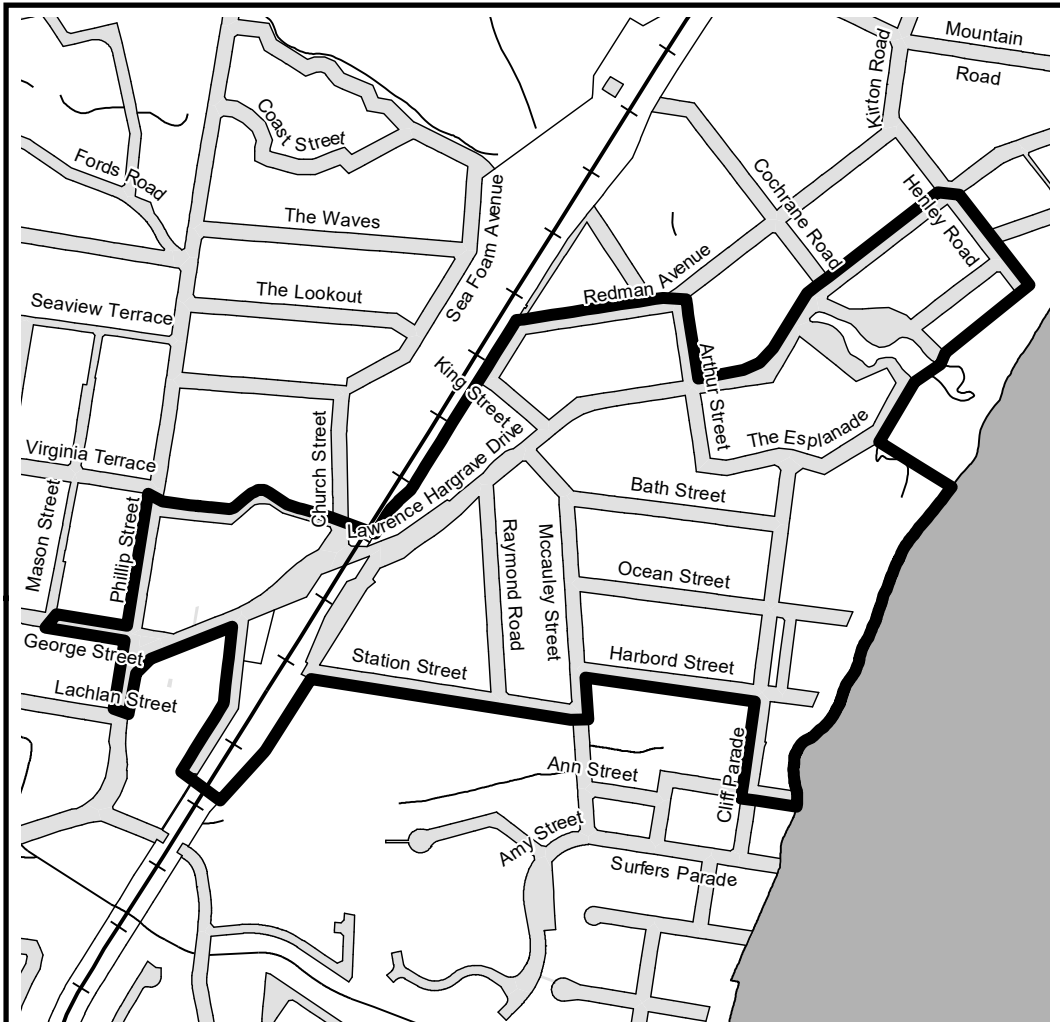 Mountain
Road
Kirton Road
Coast Street
Fords Road
Cochrane Road
Henley Road
The Waves
Sea Foam Avenue
Redman Avenue
The Lookout
Seaview Terrace
King Street
Arthur Street
Lawrence Hargrave Drive
The Esplanade
Church Street
Virginia Terrace
Bath Street
Mason Street
Phillip Street
Raymond Road
Mccauley Street
Ocean Street
George Street
Station Street
Harbord Street
Lachlan Street
Ann Street
Cliff Parade
Amy Street
Surfers Parade